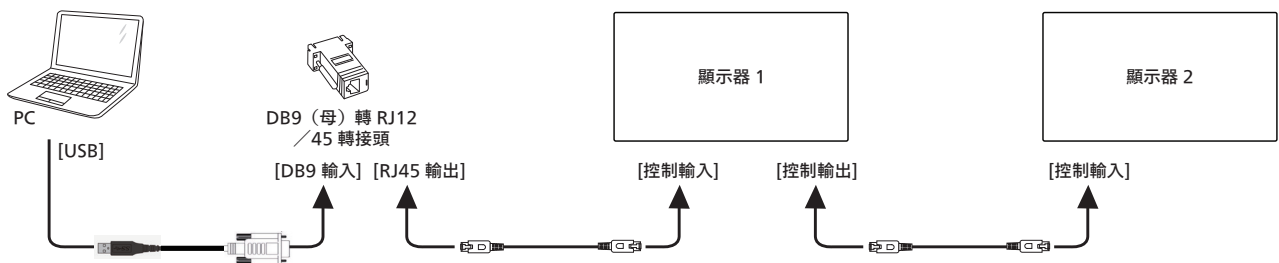 顯示器 1
顯示器 2
PC
DB9（母）轉 RJ12
／45 轉接頭
[USB]
[DB9 輸入] [RJ45 輸出]
[控制輸入]
[控制輸出]
[控制輸入]